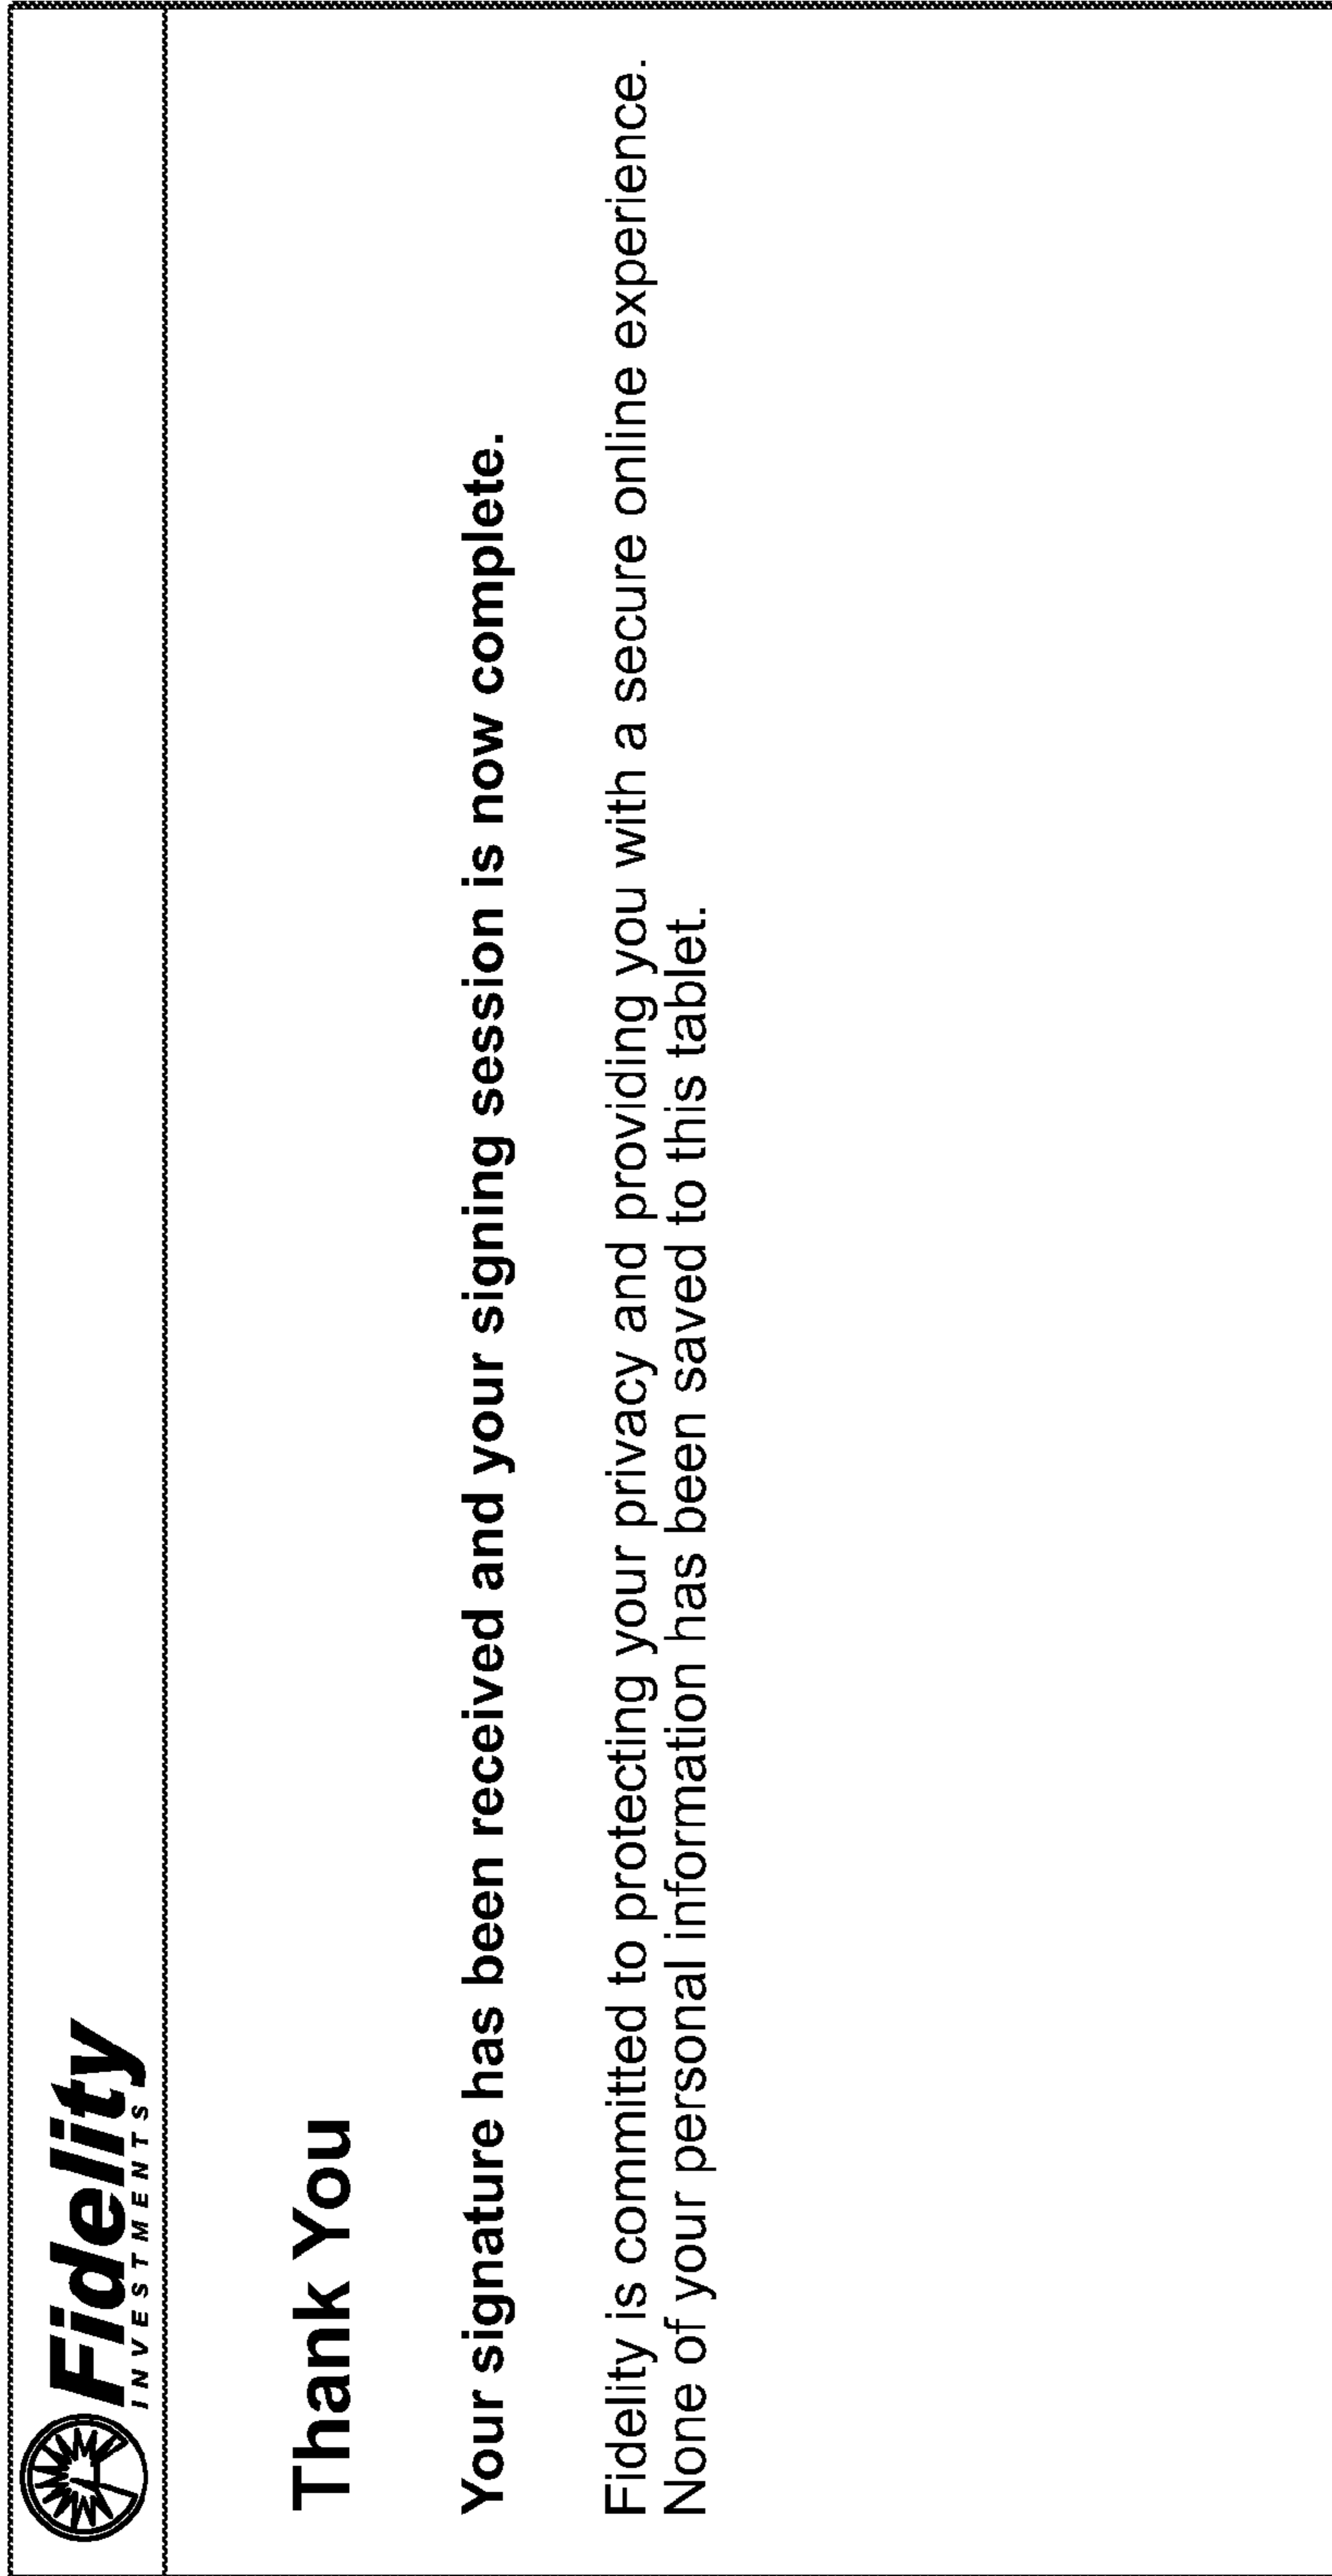 Fidelity
INVESTMENTS
Thank You
Your signature has been received and your signing session is now complete.
Fidelity is committed to protecting your privacy and providing you with a secure online experience.
None of your personal information has been saved to this tablet.